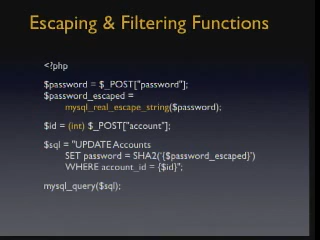 Escaping & Filtering Functions
<?php
$password = $_POST["password"];
$password_escaped =
mysql_real_escape_string($password);
$id = (int) $_POST["account"];
$sql = "UPDATE Accounts
SET password = SHA2('{$password_escaped}')
WHERE account_id = {$id}";
mysql_query($sql);